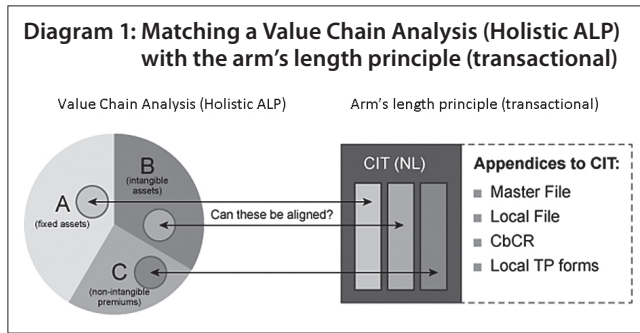 Diagram 1: Matching a Value Chain Analysis (Holistic ALP)
with the arm's length principle (transactional)
Value Chain Analysis (Holistic ALP)
Arm's length principle (transactional)
A
(fixed assets)
B
(intangible
assets)
C
(non-intangible
premiums)
Can these be aligned?
CIT (NL)
Appendices to CIT:
Master File
Local File
CbCR
Local TP forms